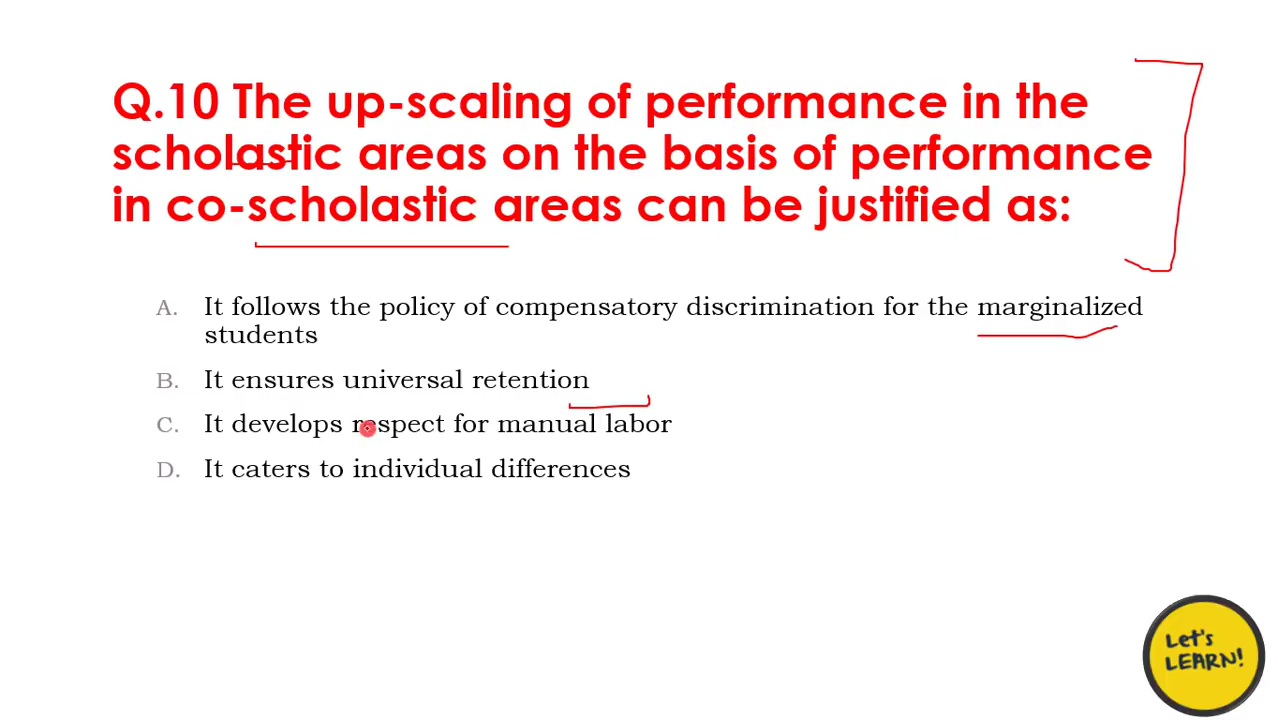 Q.10 The up-scaling of performance in the
scholastic areas on the basis of performance
in co-scholastic areas can be justified as:
A. It follows the policy of compensatory discrimination for the marginalized
students
B. It ensures universal retention
C. It develops respect for manual labor
D. It caters to individual differences
Let's
LEARN!